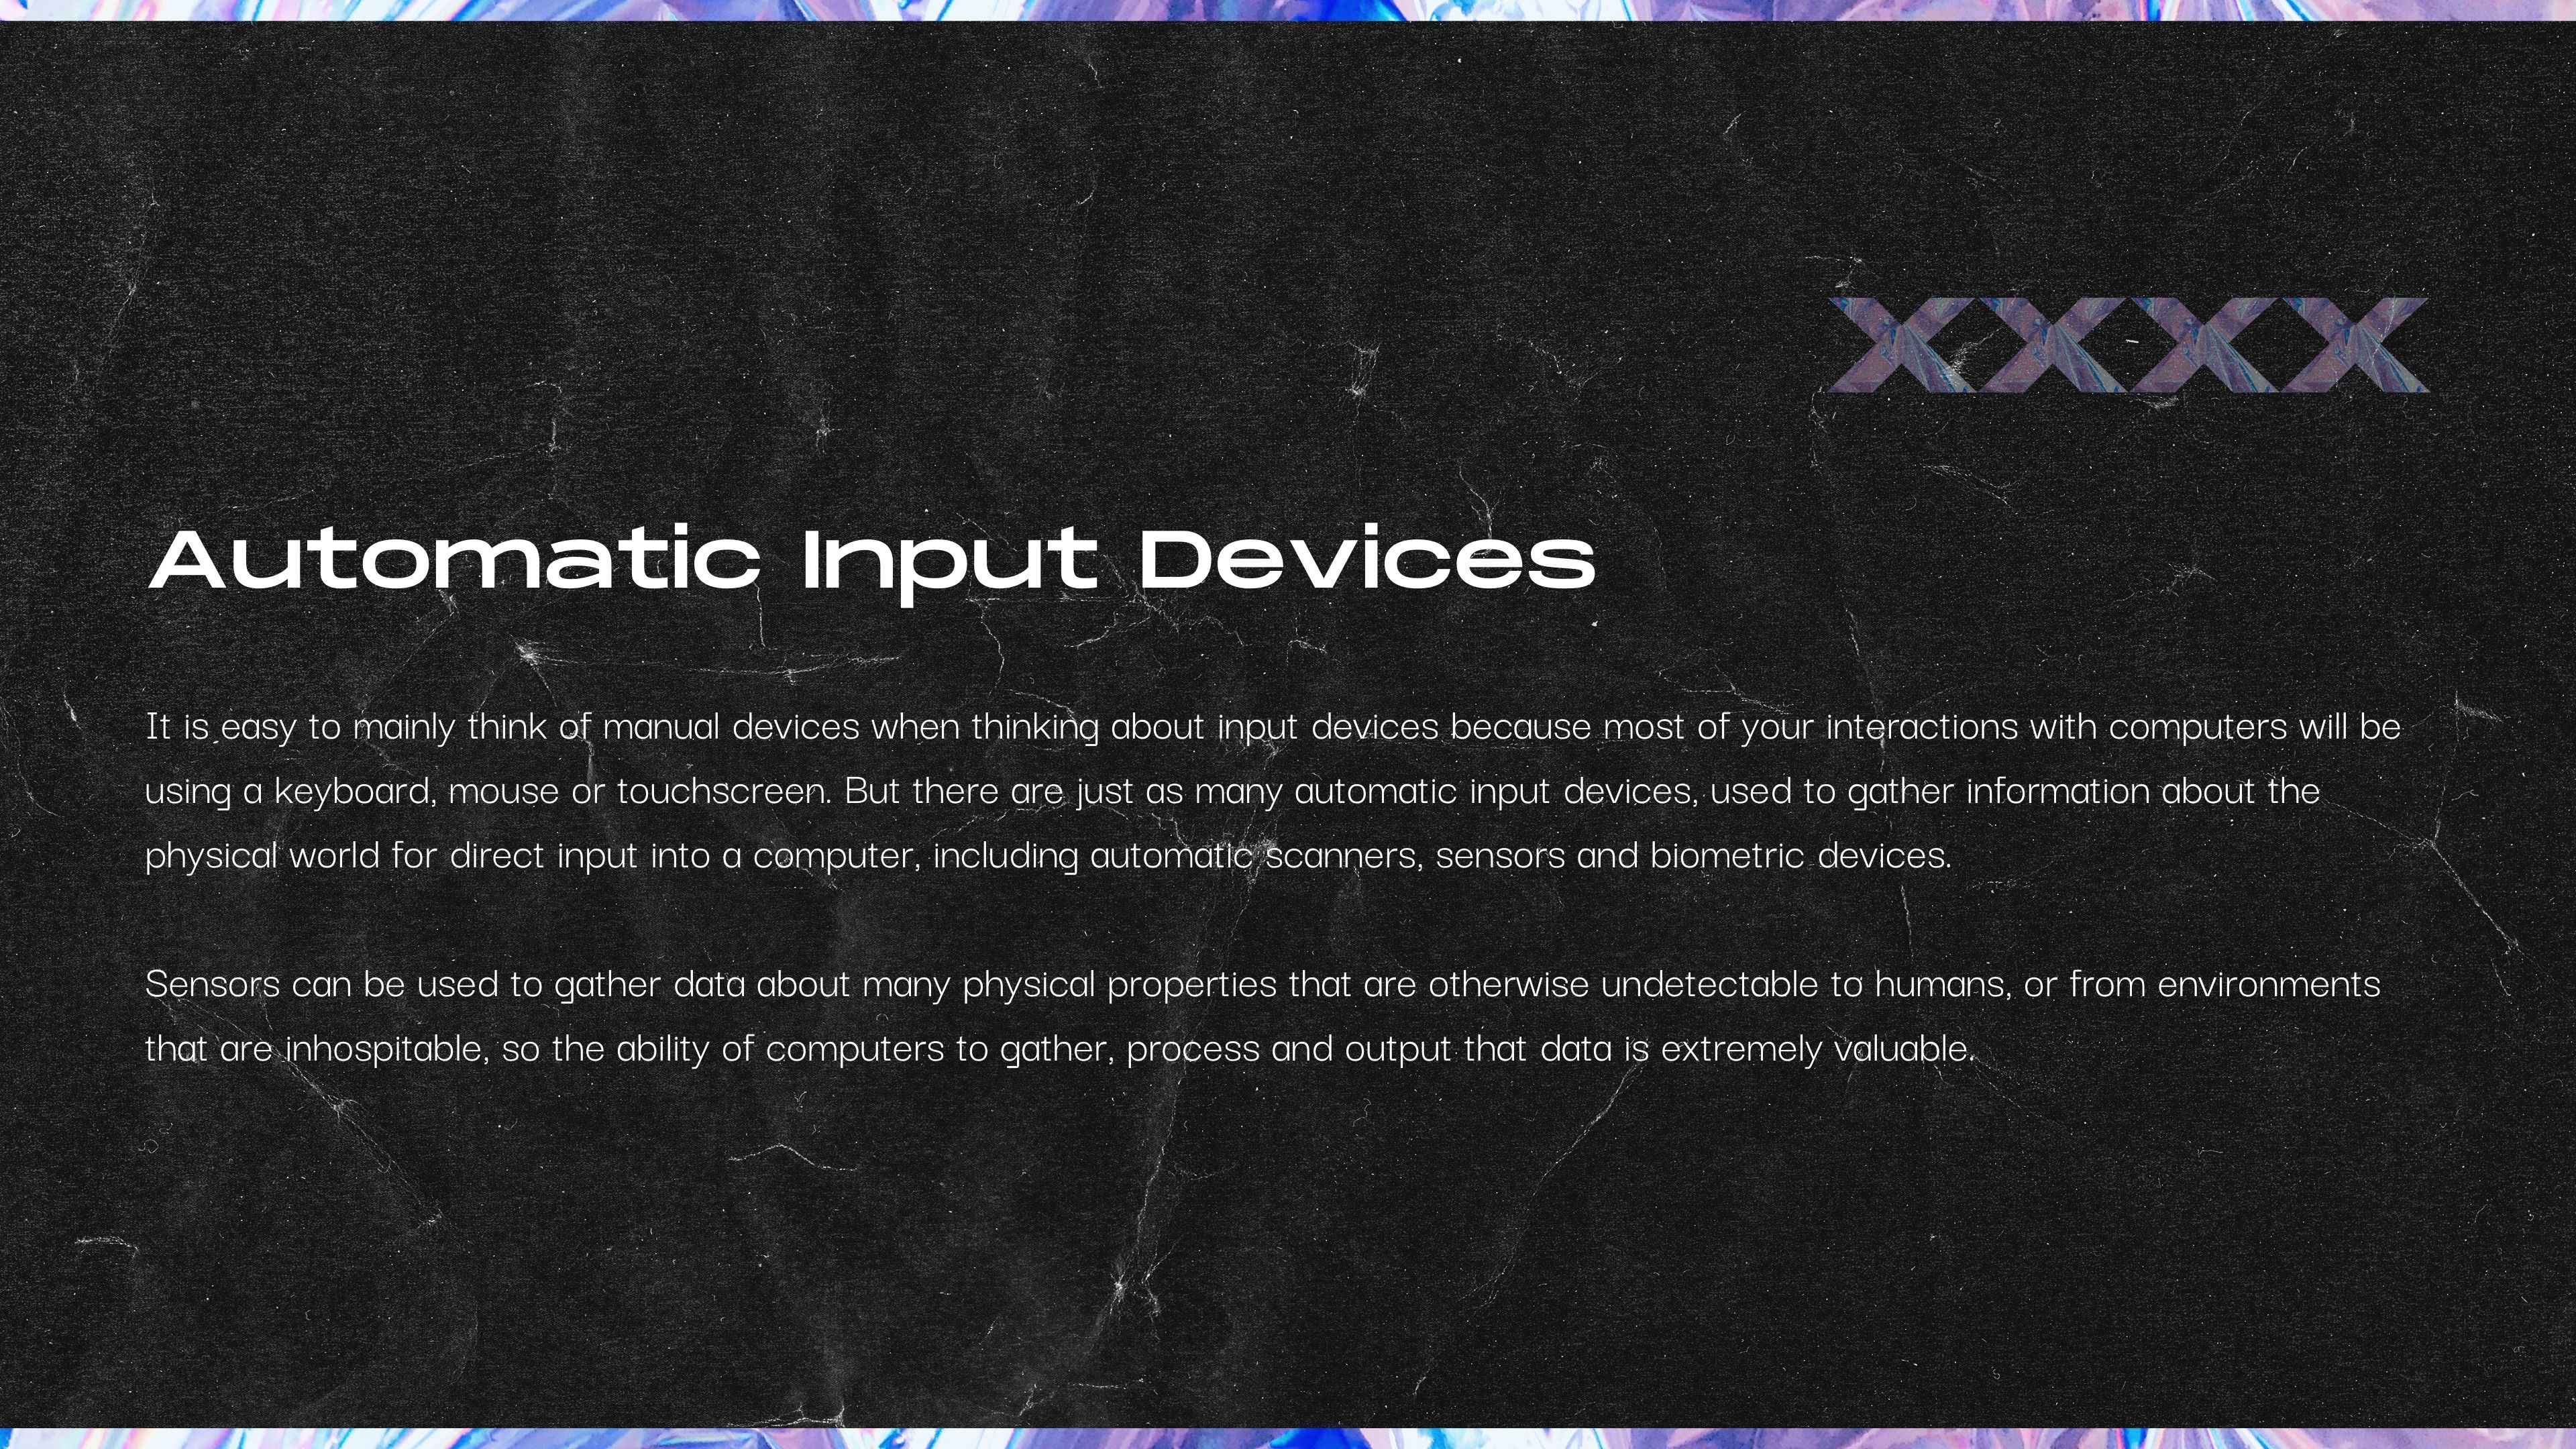 XXXX
Automatic Input Devices
It is easy to mainly think of manual devices when thinking about input devices because most of your interactions with computers will be
using a keyboard, mouse or touchscreen. But there are just as many automatic input devices, used to gather information about the
physical world for direct input into a computer, including automatic scanners, sensors and biometric devices.
Sensors can be used to gather data about many physical properties that are otherwise undetectable to humans, or from environments
that are inhospitable, so the ability of computers to gather, process and output that data is extremely valuable.